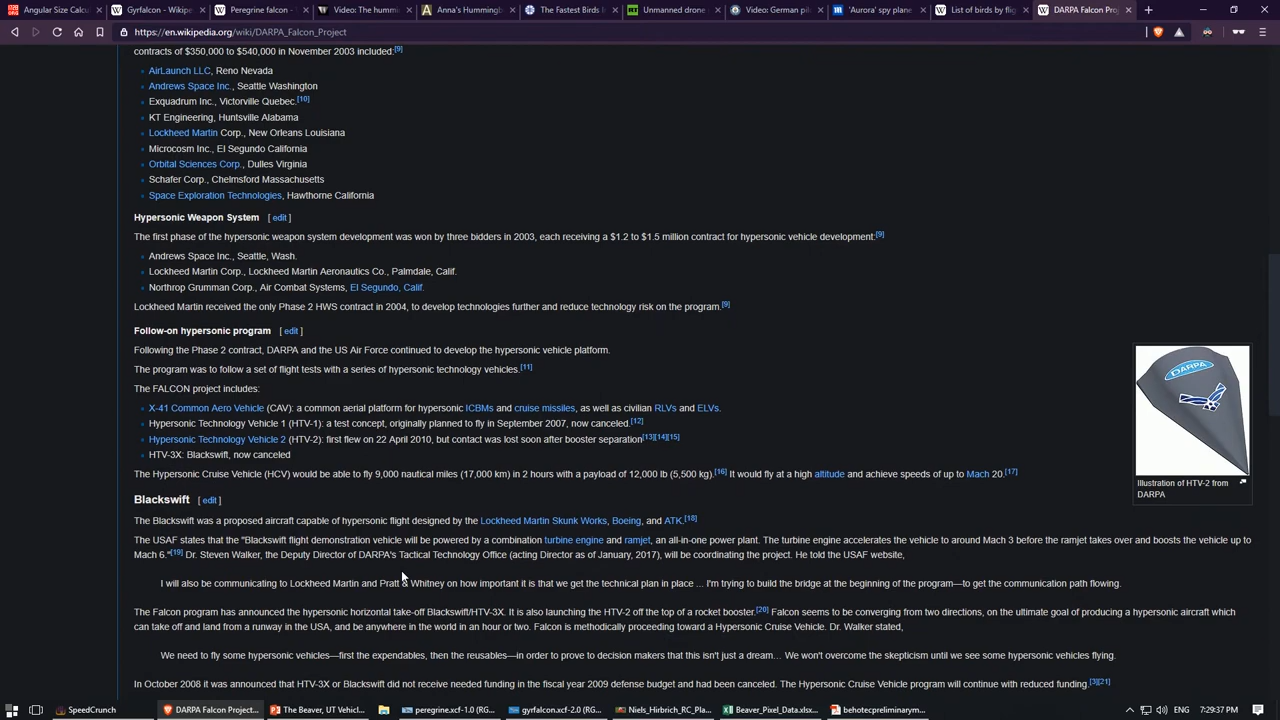 Angular Size Calcu
Gyrfalcon - Wikipe
Peregrine falcon -
Video: The hummi
Anna's Hummingb
The Fastest Birds I
Unmanned drone
Video: German pil
'Aurora' spy plane
List of birds by flig
DARPA Falcon Proj
https://en.wikipedia.org/wiki/DARPA_Falcon_Project
contracts of $350,000 to $540,000 in November 2003 included:[9]
AirLaunch LLC, Reno Nevada
Andrews Space Inc., Seattle Washington
Exquadrum Inc., Victorville Quebec.[10]
KT Engineering, Huntsville Alabama
Lockheed Martin Corp., New Orleans Louisiana
Microcosm Inc., El Segundo California
Orbital Sciences Corp., Dulles Virginia
Schafer Corp., Chelmsford Massachusetts
Space Exploration Technologies, Hawthorne California
Hypersonic Weapon System [ edit ]
The first phase of the hypersonic weapon system development was won by three bidders in 2003, each receiving a $1.2 to $1.5 million contract for hypersonic vehicle development:[9]
Andrews Space Inc., Seattle, Wash.
Lockheed Martin Corp., Lockheed Martin Aeronautics Co., Palmdale, Calif.
Northrop Grumman Corp., Air Combat Systems, El Segundo, Calif.
Lockheed Martin received the only Phase 2 HWS contract in 2004, to develop technologies further and reduce technology risk on the program.[9]
Follow-on hypersonic program [ edit ]
Following the Phase 2 contract, DARPA and the US Air Force continued to develop the hypersonic vehicle platform.
The program was to follow a set of flight tests with a series of hypersonic technology vehicles.[11]
The FALCON project includes:
X-41 Common Aero Vehicle (CAV): a common aerial platform for hypersonic ICBMs and cruise missiles, as well as civilian RLVs and ELVs.
Hypersonic Technology Vehicle 1 (HTV-1): a test concept, originally planned to fly in September 2007, now canceled.[12]
Hypersonic Technology Vehicle 2 (HTV-2): first flew on 22 April 2010, but contact was lost soon after booster separation[13][14][15]
HTV-3X: Blackswift, now canceled
The Hypersonic Cruise Vehicle (HCV) would be able to fly 9,000 nautical miles (17,000 km) in 2 hours with a payload of 12,000 lb (5,500 kg).[16] It would fly at a high altitude and achieve speeds of up to Mach 20.[17]
DARPA
Illustration of HTV-2 from
DARPA
Blackswift [ edit ]
The Blackswift was a proposed aircraft capable of hypersonic flight designed by the Lockheed Martin Skunk Works, Boeing, and ATK.[18]
The USAF states that the "Blackswift flight demonstration vehicle will be powered by a combination turbine engine and ramjet, an all-in-one power plant. The turbine engine accelerates the vehicle to around Mach 3 before the ramjet takes over and boosts the vehicle up to
Mach 6."[19] Dr. Steven Walker, the Deputy Director of DARPA's Tactical Technology Office (acting Director as of January, 2017), will be coordinating the project. He told the USAF website,
I will also be communicating to Lockheed Martin and Pratt & Whitney on how important it is that we get the technical plan in place ... I'm trying to build the bridge at the beginning of the program—to get the communication path flowing.
The Falcon program has announced the hypersonic horizontal take-off Blackswift/HTV-3X. It is also launching the HTV-2 off the top of a rocket booster.[20] Falcon seems to be converging from two directions, on the ultimate goal of producing a hypersonic aircraft which
can take off and land from a runway in the USA, and be anywhere in the world in an hour or two. Falcon is methodically proceeding toward a Hypersonic Cruise Vehicle. Dr. Walker stated,
We need to fly some hypersonic vehicles—first the expendables, then the reusables—in order to prove to decision makers that this isn't just a dream… We won't overcome the skepticism until we see some hypersonic vehicles flying.
In October 2008 it was announced that HTV-3X or Blackswift did not receive needed funding in the fiscal year 2009 defense budget and had been canceled. The Hypersonic Cruise Vehicle program will continue with reduced funding.[3][21]
SpeedCrunch
DARPA Falcon Proje...
The Beaver, UT Vehicl...
peregrine.xcf-1.0 (RG...
gyrfalcon.xcf-2.0 (RG...
Niels_Hirbrich_RC_Pla...
Beaver_Pixel_Data.xlsx...
behotecpreliminarym...
ENG
7:29:37 PM